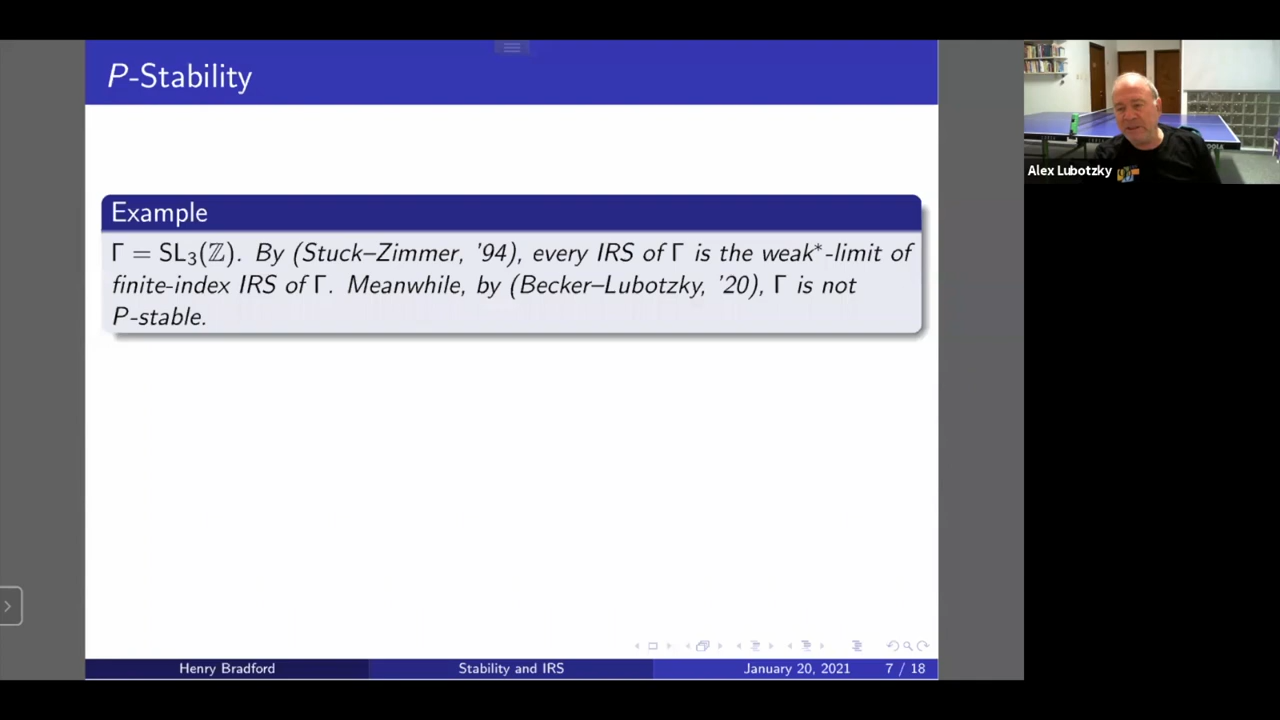 P-Stability
Example
Γ = SL₃(ℤ). By (Stuck–Zimmer, '94), every IRS of Γ is the weak*-limit of
finite-index IRS of Γ. Meanwhile, by (Becker–Lubotzky, '20), Γ is not
P-stable.
Henry Bradford
Stability and IRS
January 20, 2021
7 / 18
Alex Lubotzky